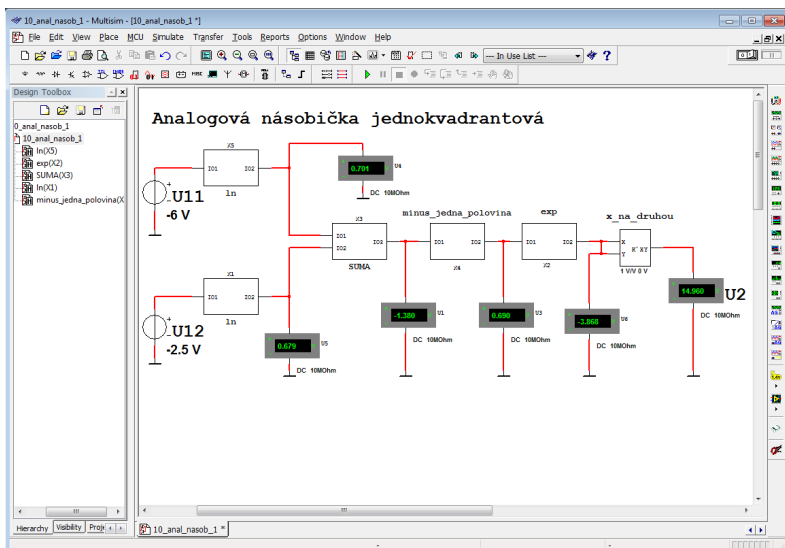 10_anal_nasob_1 - Multisim - [10_anal_nasob_1 *]
File Edit View Place MCU Simulate Transfer Tools Reports Options Window Help
--- In Use List ---
Design Toolbox
0_anal_nasob_1
10_anal_nasob_1
ln(X5)
exp(X2)
SUMA(X3)
ln(X1)
minus_jedna_polovina(X
Hierarchy Visibility Proje
Analogová násobička jednokvadrantová
X5
IO1 IO2
ln
U11
-6 V
0.701
U4
DC 10MOhm
X3
IO1
IO2
IO3
SUMA
minus_jedna_polovina
IO1 IO2
X4
exp
IO1 IO2
X2
x_na_druhou
X
Y
K*XY
1 V/V 0 V
X1
IO1 IO2
ln
U12
-2.5 V
0.679
U5
DC 10MOhm
-1.380
U1
DC 10MOhm
0.690
U3
DC 10MOhm
-3.868
U6
DC 10MOhm
14.960
U2
DC 10MOhm
10_anal_nasob_1 *